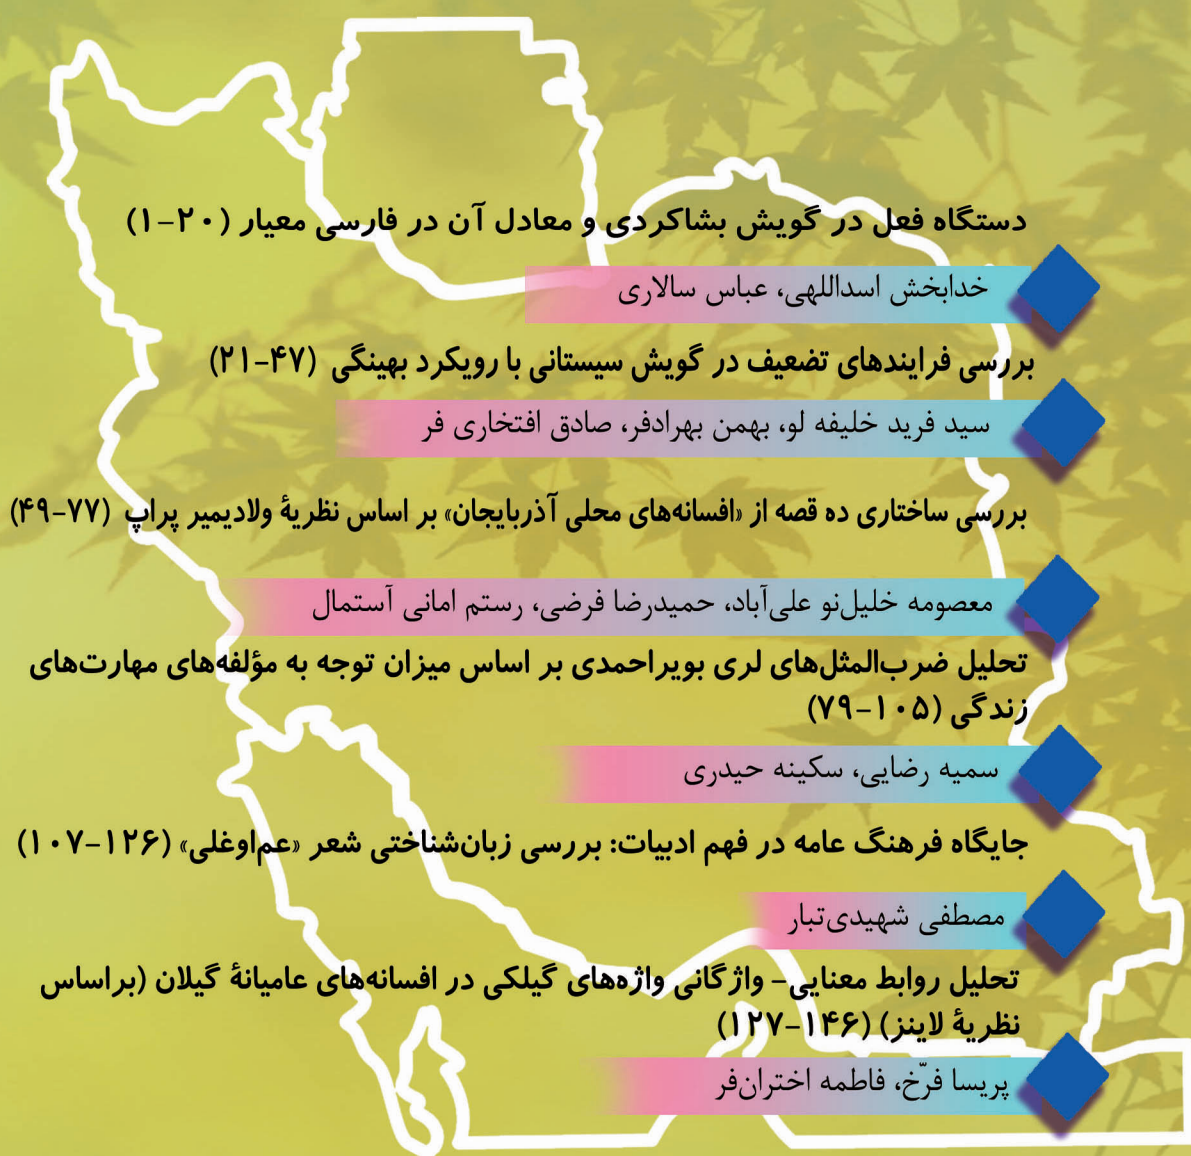 دستگاه فعل در گویش بشاکردی و معادل آن در فارسی معیار (۲۰-۱)
خدابخش اسداللهی، عباس سالاری
بررسی فرایندهای تضعیف در گویش سیستانی با رویکرد بهینگی (۴۷-۲۱)
سید فرید خلیفه لو، بهمن بهرادفر، صادق افتخاری فر
بررسی ساختاری ده قصه از «افسانه‌های محلی آذربایجان» بر اساس نظریهٔ ولادیمیر پراپ (۷۷-۴۹)
معصومه خلیل‌نو علی‌آباد، حمیدرضا فرضی، رستم امانی آستمال
تحلیل ضرب‌المثل‌های لری بویراحمدی بر اساس میزان توجه به مؤلفه‌های مهارت‌های
زندگی (۱۰۵-۷۹)
سمیه رضایی، سکینه حیدری
جایگاه فرهنگ عامه در فهم ادبیات: بررسی زبان‌شناختی شعر «عم‌اوغلی» (۱۲۶-۱۰۷)
مصطفی شهیدی‌تبار
تحلیل روابط معنایی- واژگانی واژه‌های گیلکی در افسانه‌های عامیانهٔ گیلان (براساس
نظریهٔ لاینز) (۱۴۶-۱۲۷)
پریسا فرّخ، فاطمه اختران‌فر